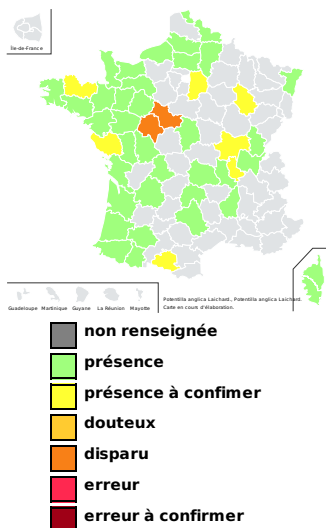 Île-de-France
Guadeloupe Martinique Guyane La Réunion Mayotte
Potentilla anglica Laichard., Potentilla anglica Laichard.
Carte en cours d'élaboration.
non renseignée
présence
présence à confimer
douteux
disparu
erreur
erreur à confirmer